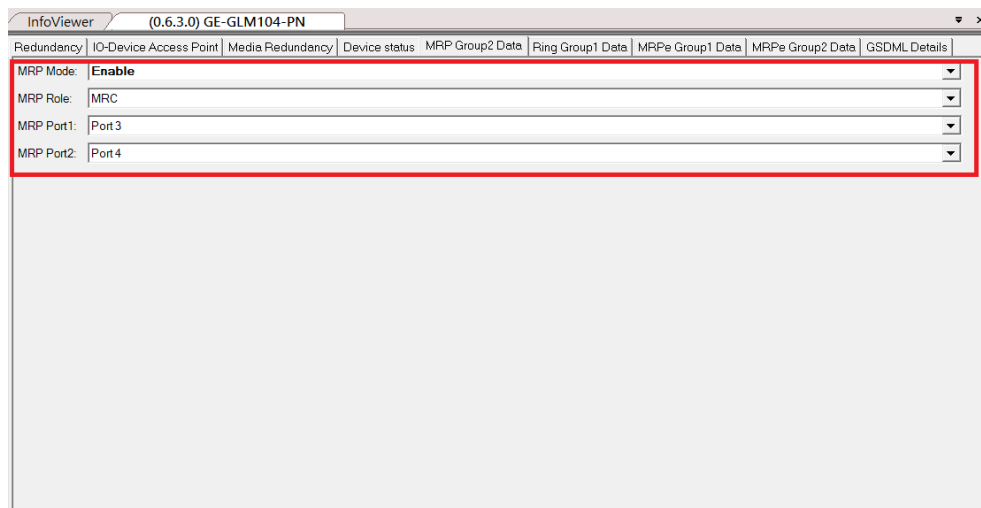 InfoViewer (0.6.3.0) GE-GLM104-PN
Redundancy IO-Device Access Point Media Redundancy Device status MRP Group2 Data Ring Group1 Data MRPe Group1 Data MRPe Group2 Data GSDML Details
MRP Mode: Enable
MRP Role: MRC
MRP Port1: Port 3
MRP Port2: Port 4